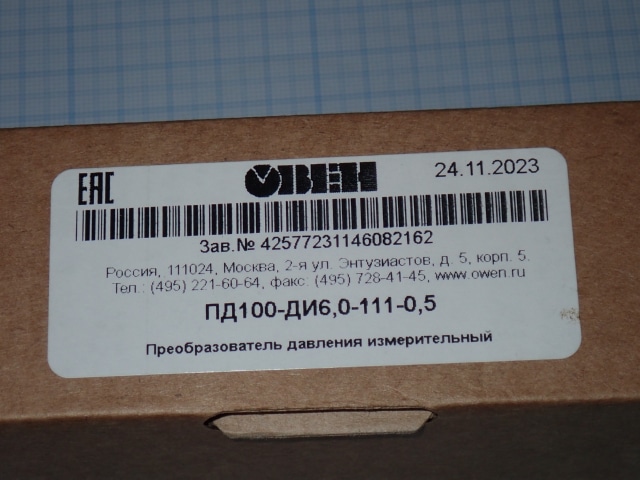 ЕАС ОВЕН 24.11.2023
Зав.№ 42577231146082162
Россия, 111024, Москва, 2-я ул. Энтузиастов, д. 5, корп. 5.
Тел.: (495) 221-60-64, факс: (495) 728-41-45, www.owen.ru
ПД100-ДИ6,0-111-0,5
Преобразователь давления измерительный